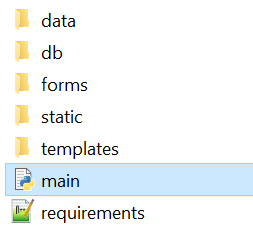 data
db
forms
static
templates
main
requirements